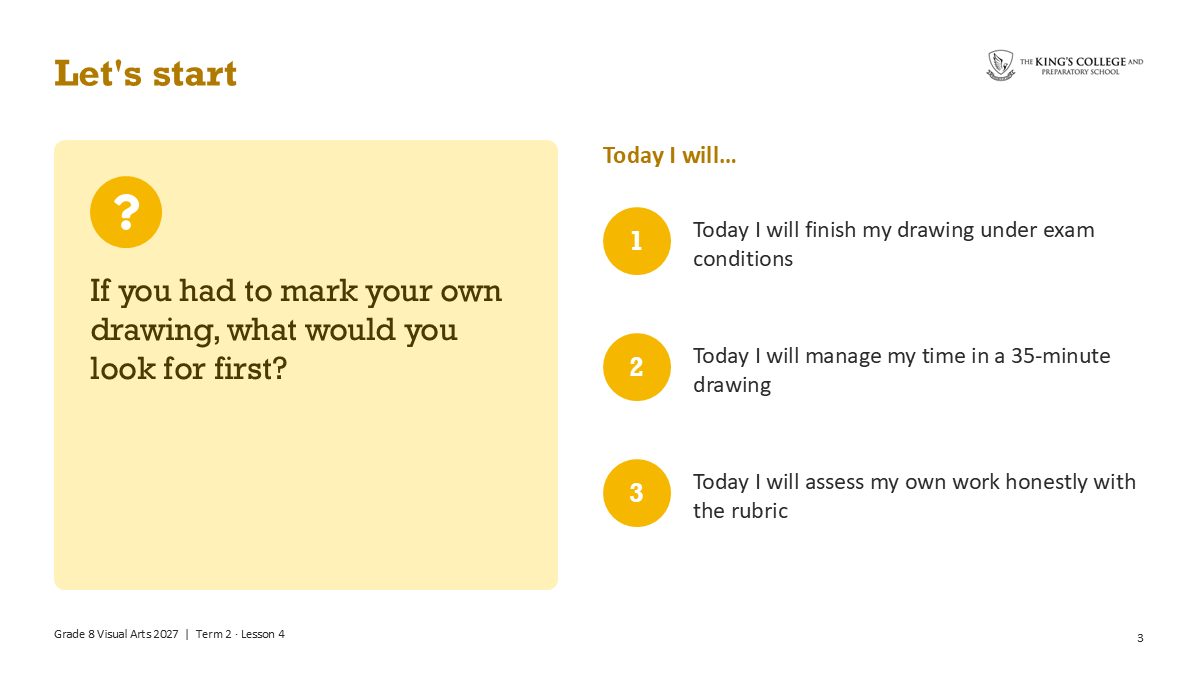 Let's start
THE KING'S COLLEGE AND
PREPARATORY SCHOOL
?
If you had to mark your own
drawing, what would you
look for first?
Today I will...
1
Today I will finish my drawing under exam
conditions
2
Today I will manage my time in a 35-minute
drawing
3
Today I will assess my own work honestly with
the rubric
Grade 8 Visual Arts 2027 | Term 2 · Lesson 4
3